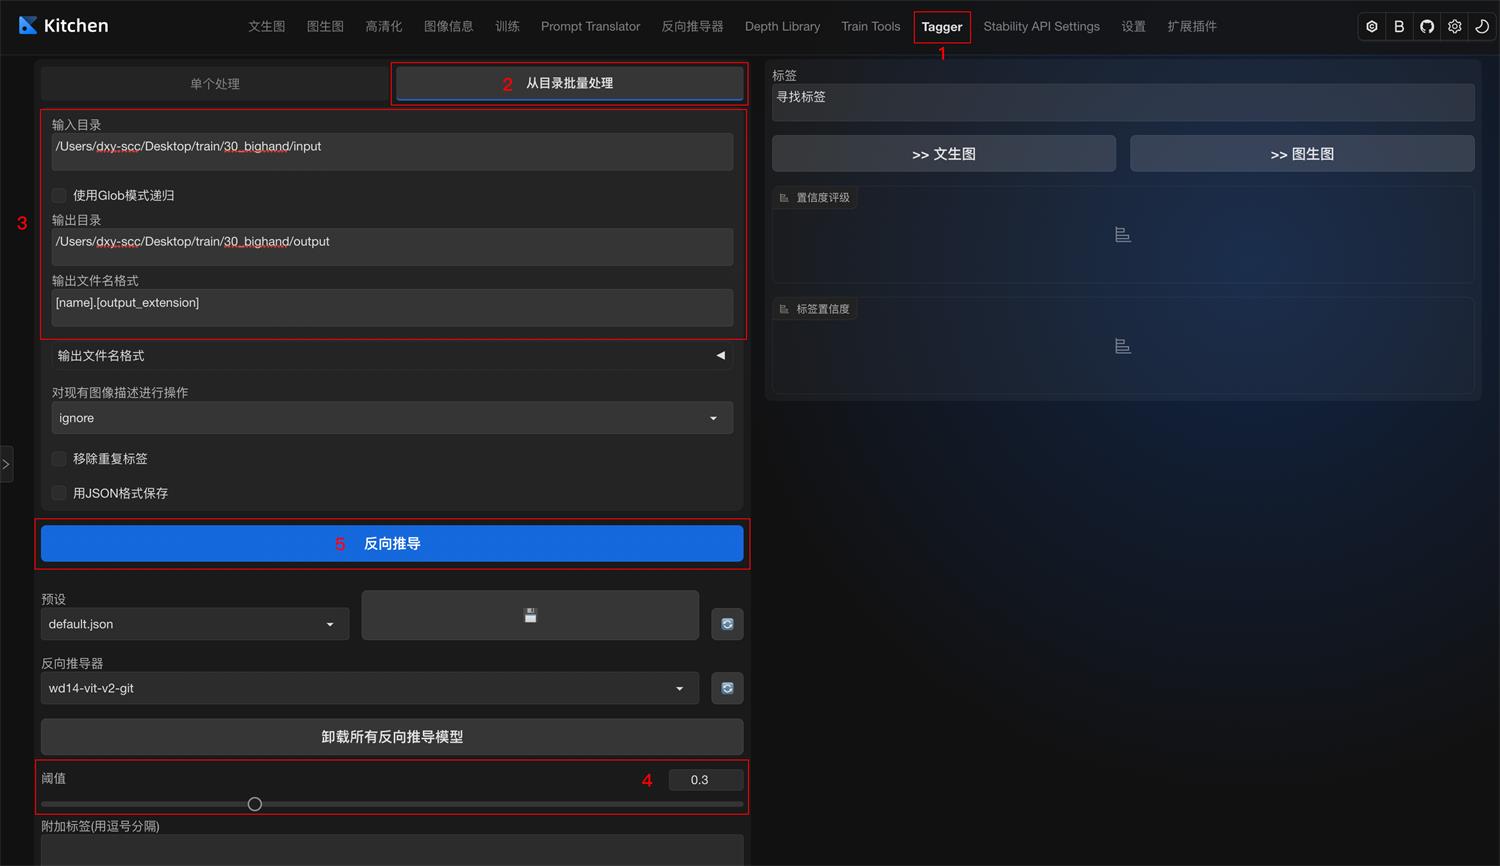 Kitchen
文生图 图生图 高清化 图像信息 训练 Prompt Translator 反向推导器 Depth Library Train Tools Tagger Stability API Settings 设置 扩展插件
B
1
单个处理
2 从目录批量处理
3
输入目录
/Users/dxy-scc/Desktop/train/30_bighand/input
使用Glob模式递归
输出目录
/Users/dxy-scc/Desktop/train/30_bighand/output
输出文件名格式
[name].[output_extension]
输出文件名格式
对现有图像描述进行操作
ignore
移除重复标签
用JSON格式保存
5 反向推导
预设
default.json
反向推导器
wd14-vit-v2-git
卸载所有反向推导模型
阈值
4
0.3
附加标签(用逗号分隔)
标签
寻找标签
>> 文生图
>> 图生图
置信度评级
标签置信度